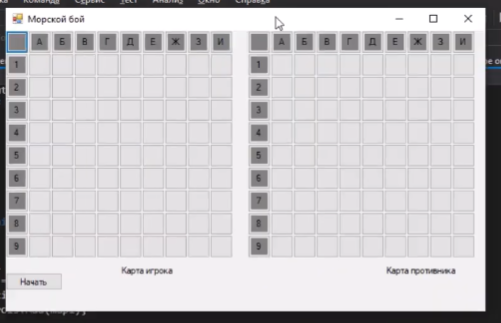 Команда Сервис Тест Анализ Окно Справка
Морской бой
А Б В Г Д Е Ж З И А Б В Г Д Е Ж З И
1 1
2 2
3 3
4 4
5 5
6 6
7 7
8 8
9 9
Карта игрока Карта противника
Начать